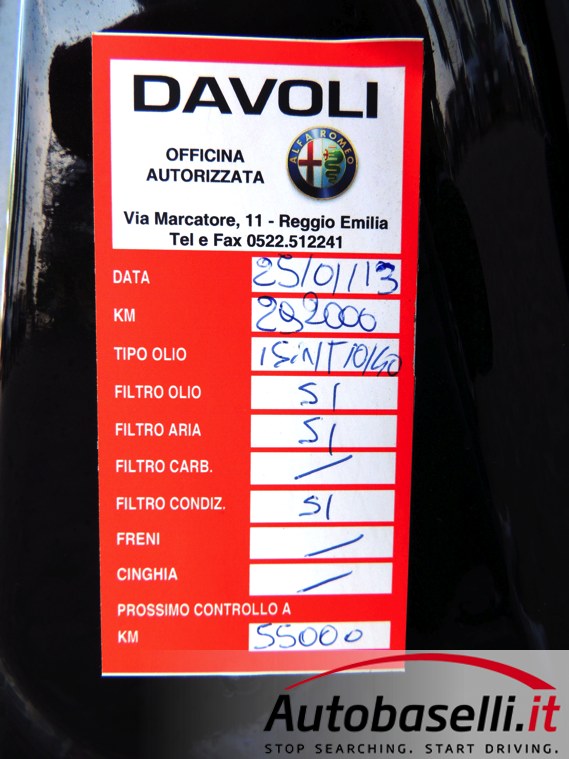 DAVOLI
OFFICINA
AUTORIZZATA
ALFA ROMEO
Via Marcatore, 11 - Reggio Emilia
Tel e Fax 0522.512241
DATA 25/01/13
KM
TIPO OLIO 10/40
FILTRO OLIO SI
FILTRO ARIA SI
FILTRO CARB. /
FILTRO CONDIZ. SI
FRENI /
CINGHIA /
PROSSIMO CONTROLLO A
KM 55000
Autobaselli.it
STOP SEARCHING. START DRIVING.